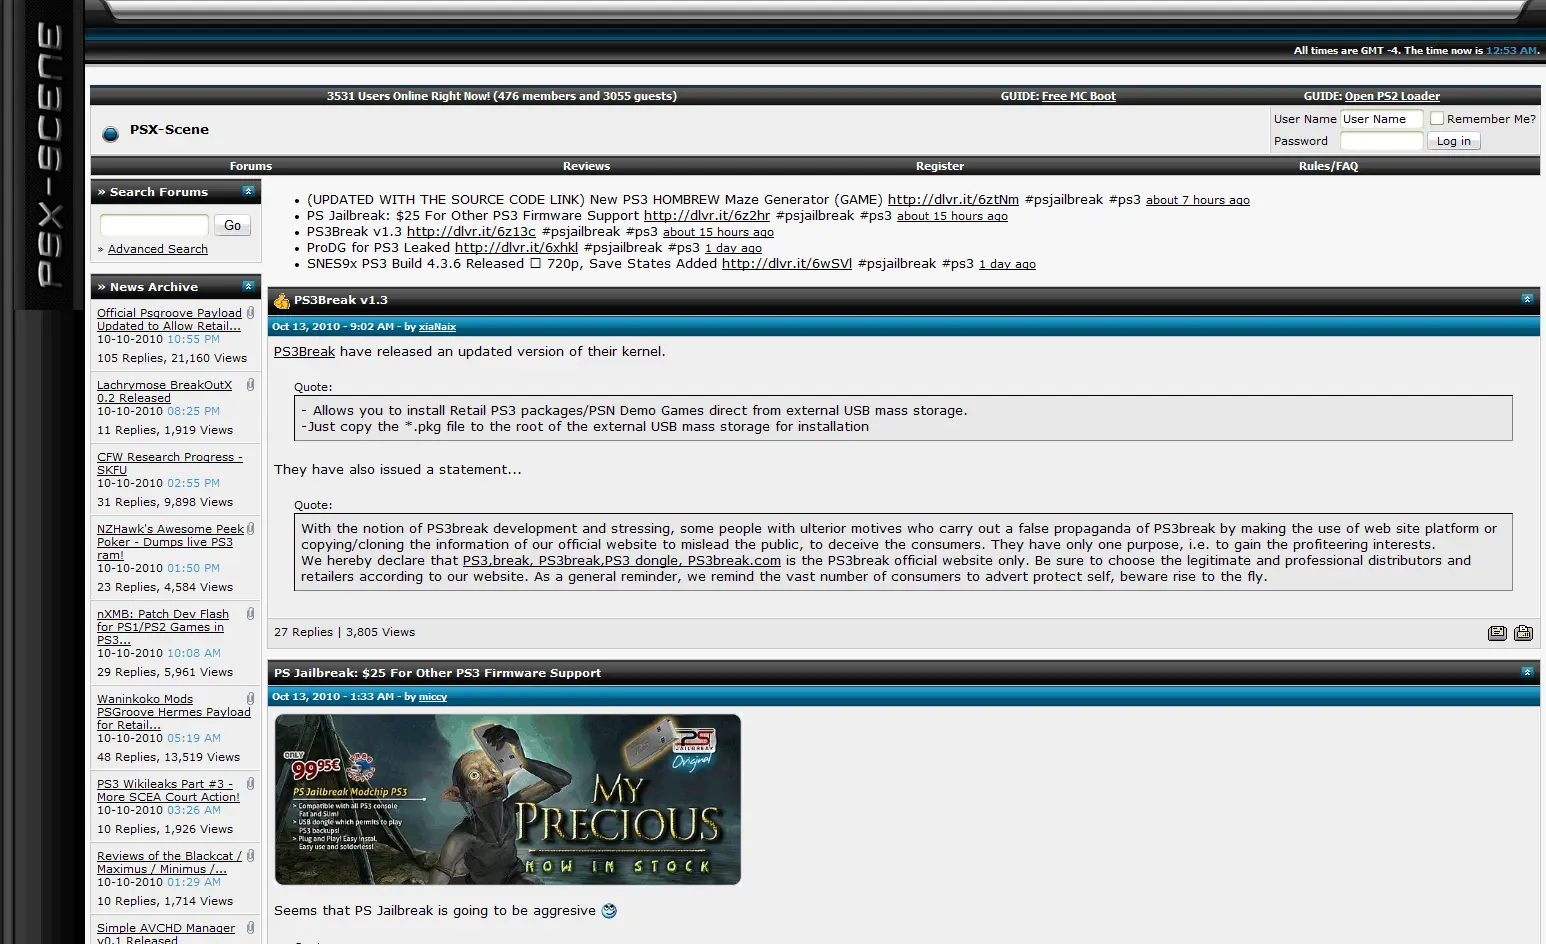 PSX-SCENE
All times are GMT -4. The time now is 12:53 AM.
3531 Users Online Right Now! (476 members and 3055 guests)
GUIDE: Free MC Boot
GUIDE: Open PS2 Loader
PSX-Scene
User Name User Name Remember Me?
Password Log in
Forums
Reviews
Register
Rules/FAQ
» Search Forums
Go
» Advanced Search
» News Archive
Official Psgroove Payload
Updated to Allow Retail...
10-10-2010 10:55 PM
105 Replies, 21,160 Views
Lachrymose BreakOutX
0.2 Released
10-10-2010 08:25 PM
11 Replies, 1,919 Views
CFW Research Progress -
SKFU
10-10-2010 02:55 PM
31 Replies, 9,898 Views
NZHawk's Awesome Peek
Poker - Dumps live PS3
ram!
10-10-2010 01:50 PM
23 Replies, 4,584 Views
nXMB: Patch Dev Flash
for PS1/PS2 Games in
PS3...
10-10-2010 10:08 AM
29 Replies, 5,961 Views
Waninkoko Mods
PSGroove Hermes Payload
for Retail...
10-10-2010 05:19 AM
48 Replies, 13,519 Views
PS3 Wikileaks Part #3 -
More SCEA Court Action!
10-10-2010 03:26 AM
10 Replies, 1,926 Views
Reviews of the Blackcat /
Maximus / Minimus /...
10-10-2010 01:29 AM
10 Replies, 1,714 Views
Simple AVCHD Manager
v0.1 Released
• (UPDATED WITH THE SOURCE CODE LINK) New PS3 HOMBREW Maze Generator (GAME) http://dlvr.it/6ztNm #psjailbreak #ps3 about 7 hours ago
• PS Jailbreak: $25 For Other PS3 Firmware Support http://dlvr.it/6z2hr #psjailbreak #ps3 about 15 hours ago
• PS3Break v1.3 http://dlvr.it/6z13c #psjailbreak #ps3 about 15 hours ago
• ProDG for PS3 Leaked http://dlvr.it/6xhkl #psjailbreak #ps3 1 day ago
• SNES9x PS3 Build 4.3.6 Released □ 720p, Save States Added http://dlvr.it/6wSVl #psjailbreak #ps3 1 day ago
PS3Break v1.3
Oct 13, 2010 - 9:02 AM - by xiaNaix
PS3Break have released an updated version of their kernel.
Quote:
- Allows you to install Retail PS3 packages/PSN Demo Games direct from external USB mass storage.
-Just copy the *.pkg file to the root of the external USB mass storage for installation
They have also issued a statement...
Quote:
With the notion of PS3break development and stressing, some people with ulterior motives who carry out a false propaganda of PS3break by making the use of web site platform or
copying/cloning the information of our official website to mislead the public, to deceive the consumers. They have only one purpose, i.e. to gain the profiteering interests.
We hereby declare that PS3,break, PS3break,PS3 dongle, PS3break.com is the PS3break official website only. Be sure to choose the legitimate and professional distributors and
retailers according to our website. As a general reminder, we remind the vast number of consumers to advert protect self, beware rise to the fly.
27 Replies | 3,805 Views
PS Jailbreak: $25 For Other PS3 Firmware Support
Oct 13, 2010 - 1:33 AM - by miccy
ONLY
99.95€
PS Jailbreak Modchip PS3
> Compatible with all PS3 console
Fat and Slim!
> USB dongle which permits to play
PS3 backups!
> Plug and Play! Easy instal.
Easy use and solderless!
PS
JAILBREAK
Original
MY
PRECIOUS
NOW IN STOCK
Seems that PS Jailbreak is going to be aggresive